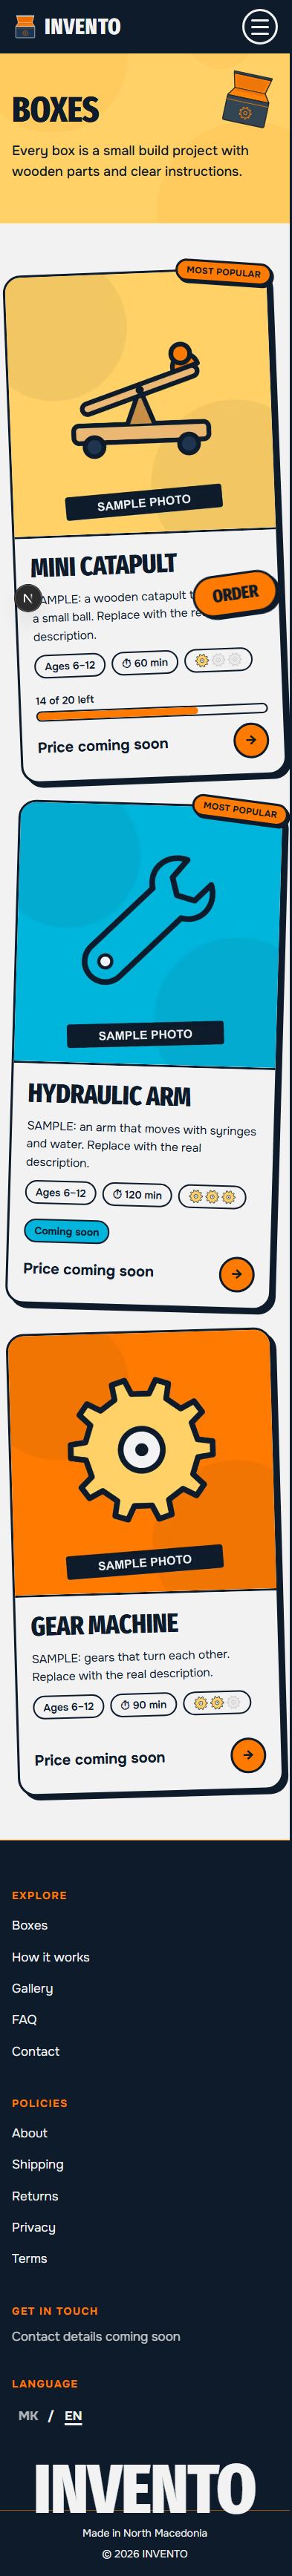 INVENTO
BOXES
Every box is a small build project with
wooden parts and clear instructions.
MOST POPULAR
SAMPLE PHOTO
MINI CATAPULT
ORDER
N
AMPLE: a wooden catapult
a small ball. Replace with the
description.
Ages 6–12
60 min
14 of 20 left
Price coming soon
MOST POPULAR
SAMPLE PHOTO
HYDRAULIC ARM
SAMPLE: an arm that moves with syringes
and water. Replace with the real
description.
Ages 6–12
120 min
Coming soon
Price coming soon
SAMPLE PHOTO
GEAR MACHINE
SAMPLE: gears that turn each other.
Replace with the real description.
Ages 6–12
90 min
Price coming soon
EXPLORE
Boxes
How it works
Gallery
FAQ
Contact
POLICIES
About
Shipping
Returns
Privacy
Terms
GET IN TOUCH
Contact details coming soon
LANGUAGE
MK / EN
INVENTO
Made in North Macedonia
© 2026 INVENTO